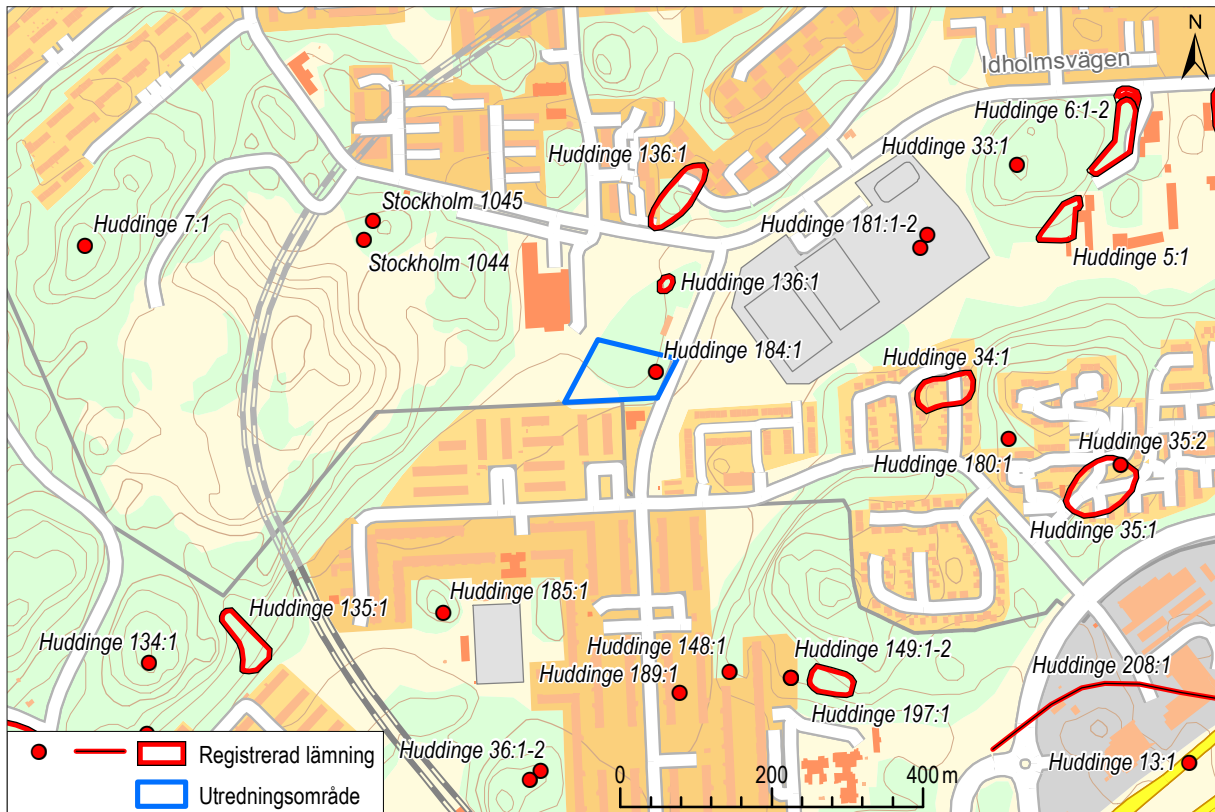 N
Idholmsvägen
Huddinge 6:1-2
Huddinge 136:1
Huddinge 33:1
Stockholm 1045
Huddinge 7:1
Huddinge 181:1-2
Stockholm 1044
Huddinge 5:1
Huddinge 136:1
Huddinge 184:1
Huddinge 34:1
Huddinge 35:2
Huddinge 180:1
Huddinge 35:1
Huddinge 185:1
Huddinge 135:1
Huddinge 134:1
Huddinge 148:1
Huddinge 149:1-2
Huddinge 208:1
Huddinge 189:1
Huddinge 197:1
Huddinge 36:1-2
Huddinge 13:1
Registrerad lämning
Utredningsområde
0 200 400 m